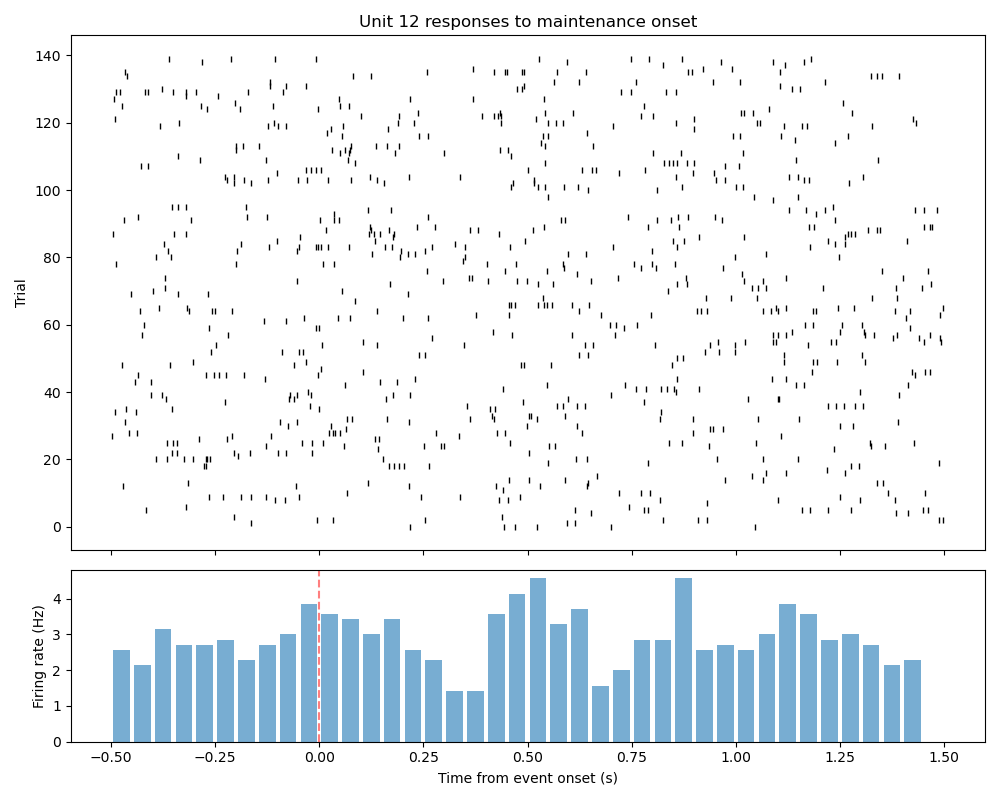 Unit 12 responses to maintenance onset
140
120
100
80
60
40
20
0
Trial
4
3
2
1
0
Firing rate (Hz)
−0.50 −0.25 0.00 0.25 0.50 0.75 1.00 1.25 1.50
Time from event onset (s)